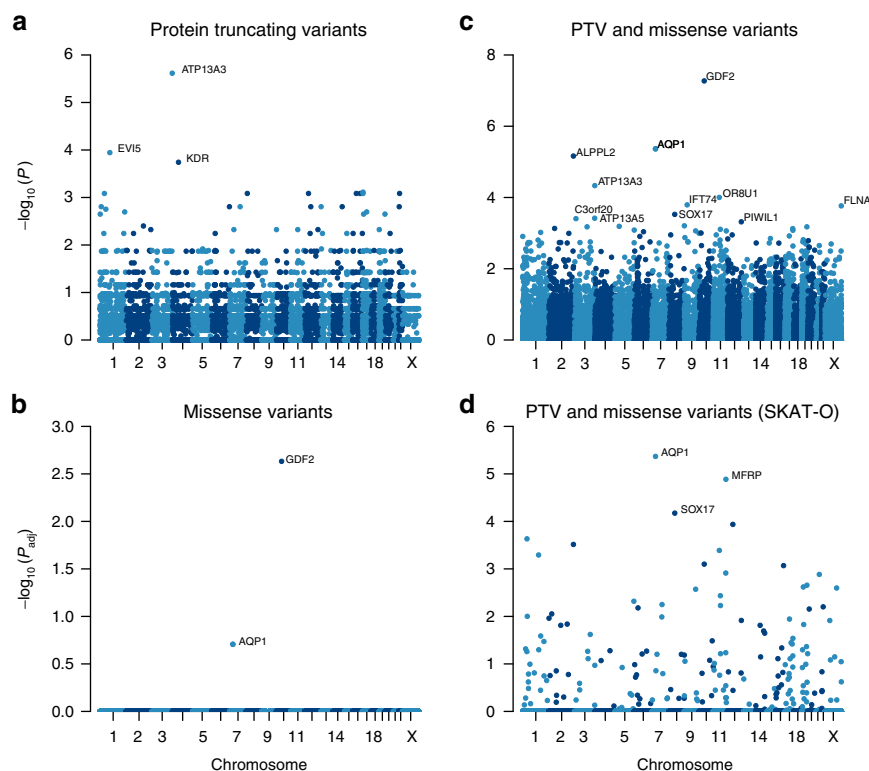 a
Protein truncating variants
−log10 (P)
6
5
4
3
2
1
0
ATP13A3
EVI5
KDR
1 2 3 5 7 9 11 14 18 X
b
Missense variants
−log10 (Padj)
3.0
2.5
2.0
1.5
1.0
0.5
0.0
GDF2
AQP1
1 2 3 5 7 9 11 14 18 X
Chromosome
c
PTV and missense variants
8
6
4
2
0
GDF2
AQP1
ALPPL2
ATP13A3
IFT74
OR8U1
FLNA
C3orf20
SOX17
ATP13A5
PIWIL1
1 2 3 5 7 9 11 14 18 X
d
PTV and missense variants (SKAT-O)
6
5
4
3
2
1
0
AQP1
MFRP
SOX17
1 2 3 5 7 9 11 14 18 X
Chromosome